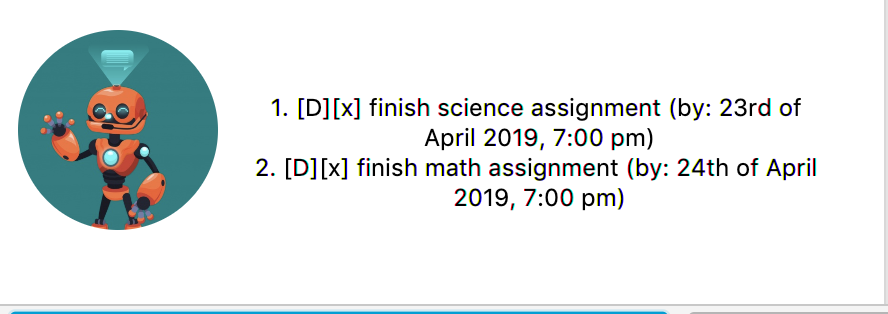 1. [D][x] finish science assignment (by: 23rd of
April 2019, 7:00 pm)
2. [D][x] finish math assignment (by: 24th of April
2019, 7:00 pm)